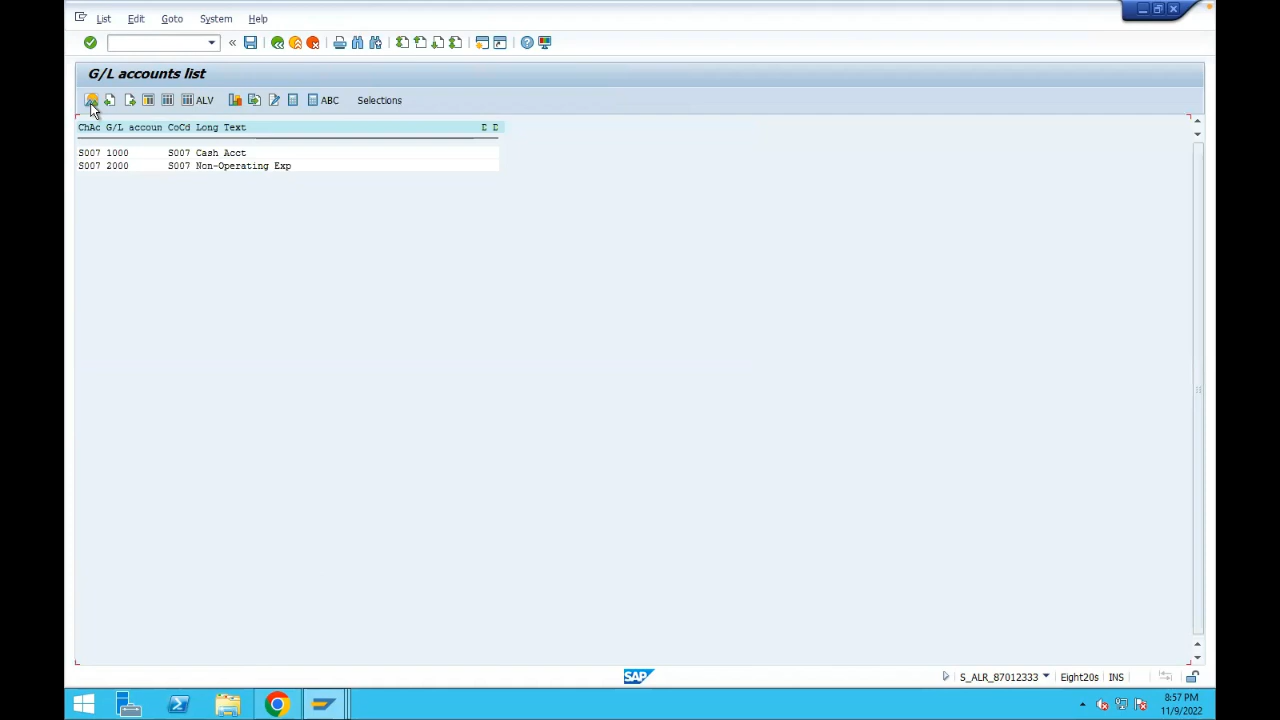 List Edit Goto System Help
G/L accounts list
ALV ABC Selections
ChAc G/L accoun CoCd Long Text D D
S007 1000 S007 Cash Acct
S007 2000 S007 Non-Operating Exp
SAP S_ALR_87012333 Eight20s INS
8:57 PM
11/9/2022